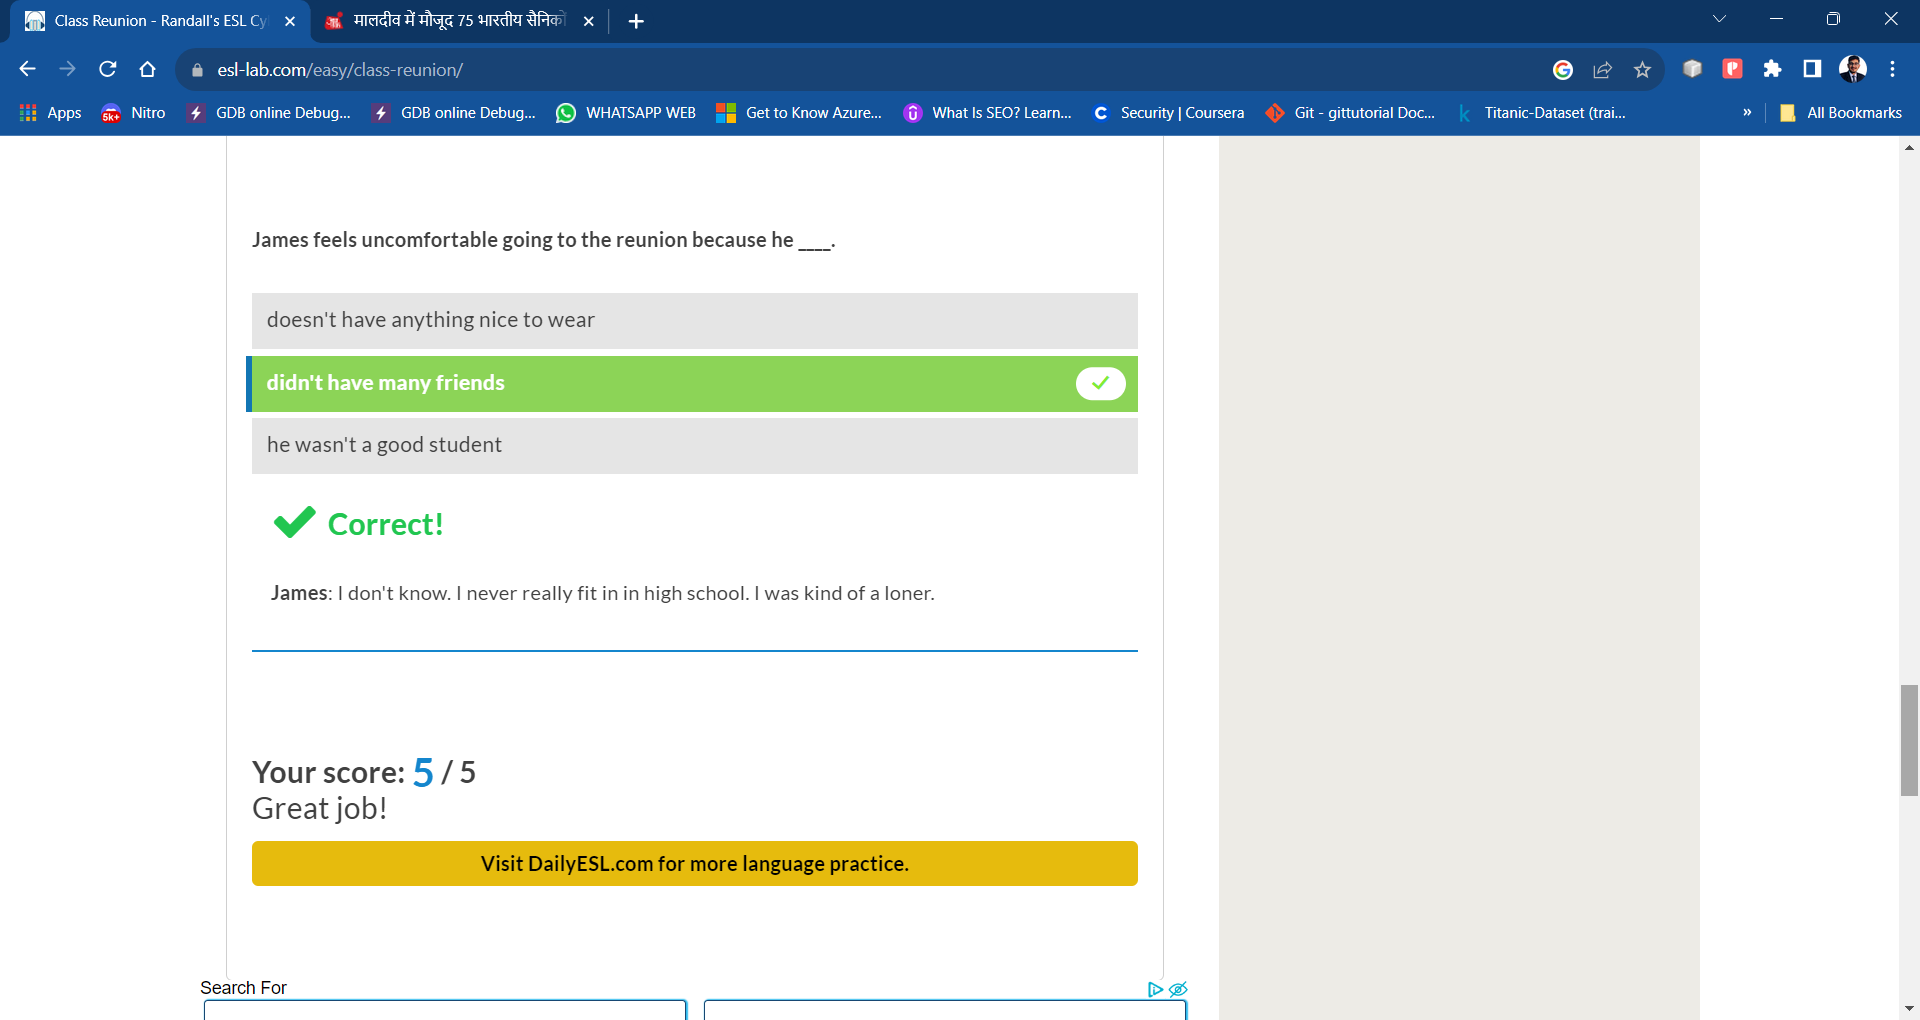 Class Reunion - Randall's ESL Cy
मालदीव में मौजूद 75 भारतीय सैनिकों
esl-lab.com/easy/class-reunion/
Apps
5k+
Nitro
GDB online Debug...
GDB online Debug...
WHATSAPP WEB
Get to Know Azure...
What Is SEO? Learn...
Security | Coursera
Git - gittutorial Doc...
Titanic-Dataset (trai...
»
All Bookmarks
James feels uncomfortable going to the reunion because he ____.
doesn't have anything nice to wear
didn't have many friends
he wasn't a good student
Correct!
James: I don't know. I never really fit in in high school. I was kind of a loner.
Your score: 5 / 5
Great job!
Visit DailyESL.com for more language practice.
Search For